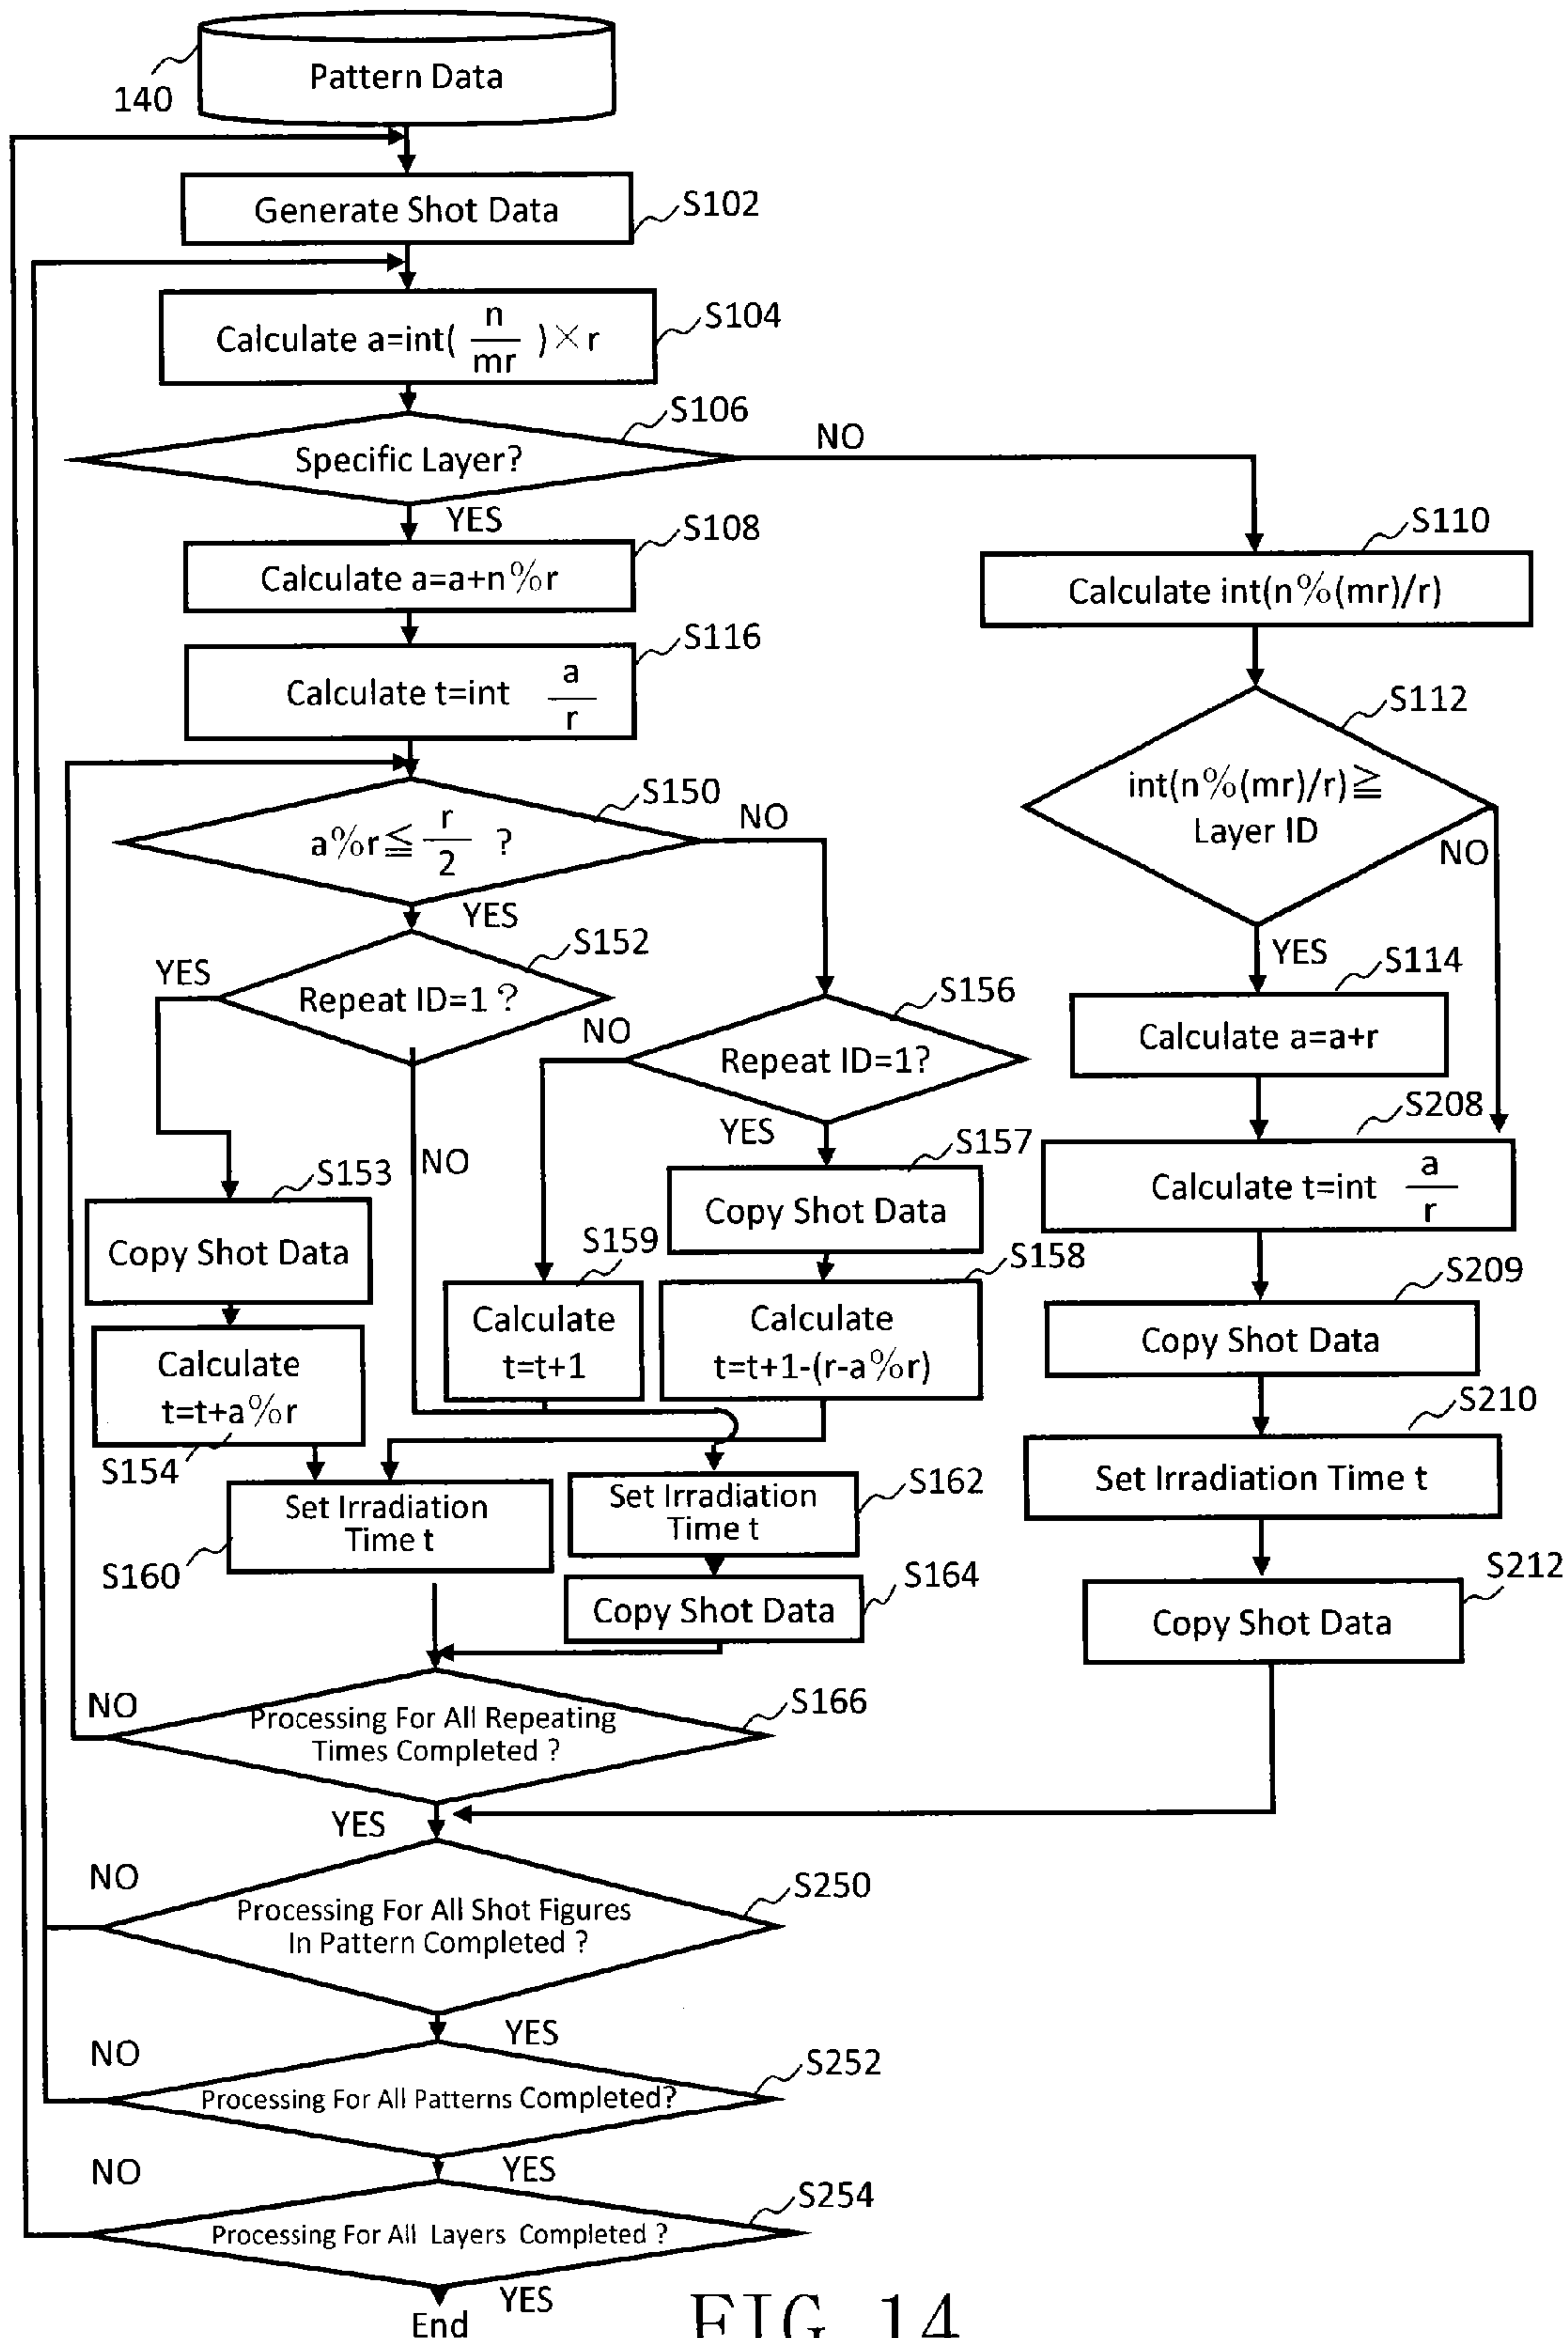 Pattern Data
140
Generate Shot Data
S102
Calculate a=int( n/mr )×r
S104
S106
Specific Layer?
NO
YES
S108
Calculate a=a+n%r
S110
Calculate int(n%(mr)/r)
S116
Calculate t=int a/r
S112
int(n%(mr)/r)≧
Layer ID
NO
YES
S150
a%r≦ r/2 ?
NO
YES
S152
Repeat ID=1?
YES
NO
S156
Repeat ID=1?
NO
YES
S114
Calculate a=a+r
S208
Calculate t=int a/r
S153
Copy Shot Data
S157
Copy Shot Data
S159
Calculate
t=t+1
S158
Calculate
t=t+1-(r-a%r)
S209
Copy Shot Data
Calculate
t=t+a%r
S154
S210
Set Irradiation Time t
Set Irradiation
Time t
S160
Set Irradiation
Time t
S162
S164
Copy Shot Data
S212
Copy Shot Data
NO
S166
Processing For All Repeating
Times Completed ?
YES
NO
S250
Processing For All Shot Figures
In Pattern Completed ?
YES
NO
S252
Processing For All Patterns Completed?
YES
NO
S254
Processing For All Layers Completed ?
YES
End
FIG. 14